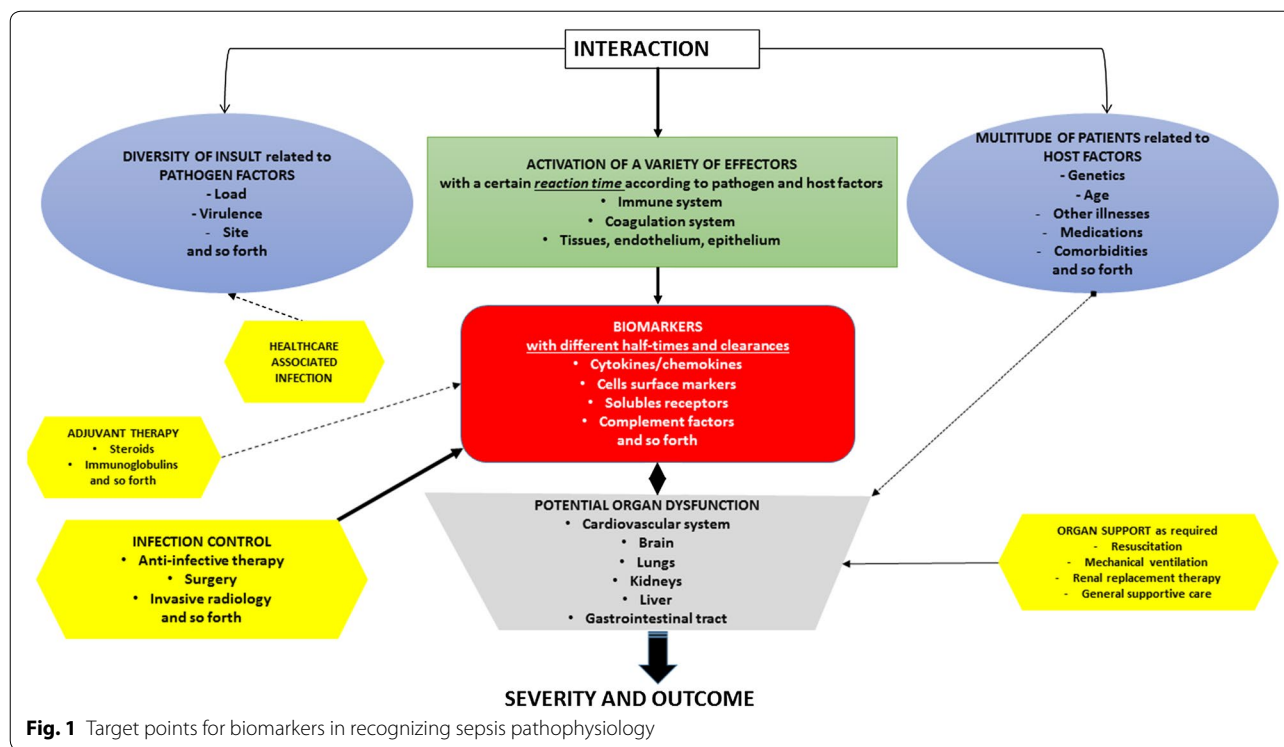 INTERACTION
DIVERSITY OF INSULT related to
PATHOGEN FACTORS
- Load
- Virulence
- Site
and so forth
ACTIVATION OF A VARIETY OF EFFECTORS
with a certain reaction time according to pathogen and host factors
• Immune system
• Coagulation system
• Tissues, endothelium, epithelium
MULTITUDE OF PATIENTS related to
HOST FACTORS
- Genetics
- Age
- Other illnesses
- Medications
- Comorbidities
and so forth
HEALTHCARE
ASSOCIATED
INFECTION
BIOMARKERS
with different half-times and clearances
• Cytokines/chemokines
• Cells surface markers
• Solubles receptors
• Complement factors
and so forth
ADJUVANT THERAPY
• Steroids
• Immunoglobulins
and so forth
INFECTION CONTROL
• Anti-infective therapy
• Surgery
• Invasive radiology
and so forth
POTENTIAL ORGAN DYSFUNCTION
• Cardiovascular system
• Brain
• Lungs
• Kidneys
• Liver
• Gastrointestinal tract
ORGAN SUPPORT as required
- Resuscitation
- Mechanical ventilation
- Renal replacement therapy
- General supportive care
SEVERITY AND OUTCOME
Fig. 1 Target points for biomarkers in recognizing sepsis pathophysiology